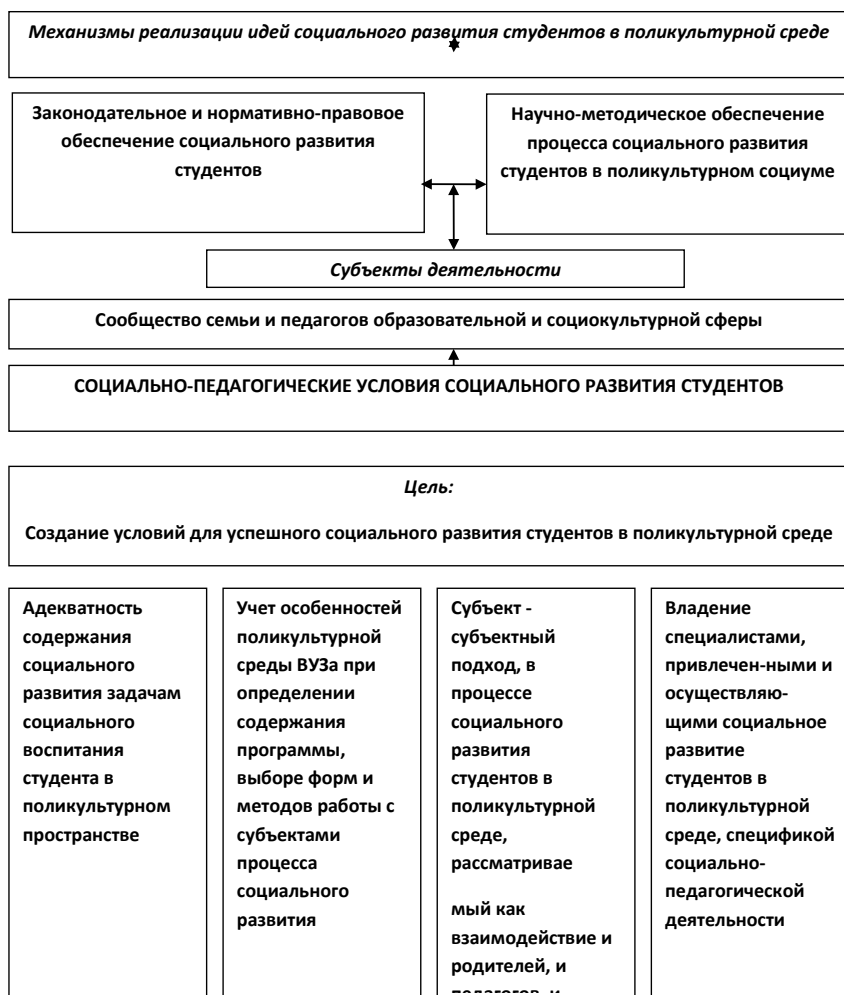 Механизмы реализации идей социального развития студентов в поликультурной среде
Законодательное и нормативно-правовое
обеспечение социального развития
студентов
Научно-методическое обеспечение
процесса социального развития
студентов в поликультурном социуме
Субъекты деятельности
Сообщество семьи и педагогов образовательной и социокультурной сферы
СОЦИАЛЬНО-ПЕДАГОГИЧЕСКИЕ УСЛОВИЯ СОЦИАЛЬНОГО РАЗВИТИЯ СТУДЕНТОВ
Цель:
Создание условий для успешного социального развития студентов в поликультурной среде
Адекватность
содержания
социального
развития задачам
социального
воспитания
студента в
поликультурном
пространстве
Учет особенностей
поликультурной
среды ВУЗа при
определении
содержания
программы,
выборе форм и
методов работы с
субъектами
процесса
социального
развития
Субъект -
субъектный
подход, в
процессе
социального
развития
студентов в
поликультурной
среде,
рассматривае
мый как
взаимодействие и
родителей, и
педагогов, и
Владение
специалистами,
привлечен-ными и
осуществляю-
щими социальное
развитие
студентов в
поликультурной
среде, спецификой
социально-
педагогической
деятельности